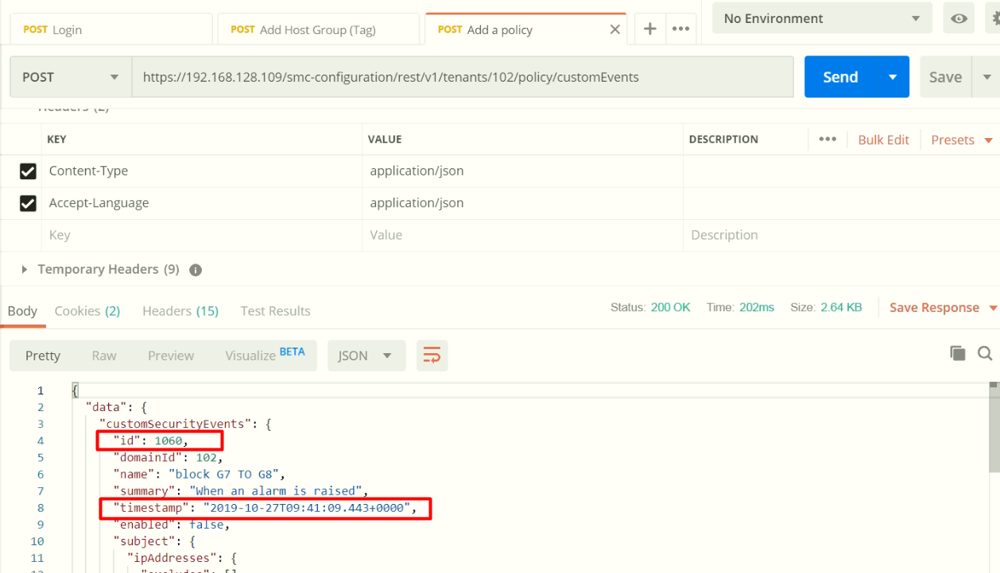 POST Login POST Add Host Group (Tag) POST Add a policy No Environment
POST https://192.168.128.109/smc-configuration/rest/v1/tenants/102/policy/customEvents Send Save
Headers (2)
KEY VALUE DESCRIPTION Bulk Edit Presets
Content-Type application/json
Accept-Language application/json
Key Value Description
Temporary Headers (9)
Body Cookies (2) Headers (15) Test Results Status: 200 OK Time: 202ms Size: 2.64 KB Save Response
Pretty Raw Preview Visualize BETA JSON
1 {
2 "data": {
3 "customSecurityEvents": {
4 "id": 1060,
5 "domainId": 102,
6 "name": "block G7 TO G8",
7 "summary": "When an alarm is raised",
8 "timestamp": "2019-10-27T09:41:09.443+0000",
9 "enabled": false,
10 "subject": {
11 "ipAddresses": {
12 "excludes": []